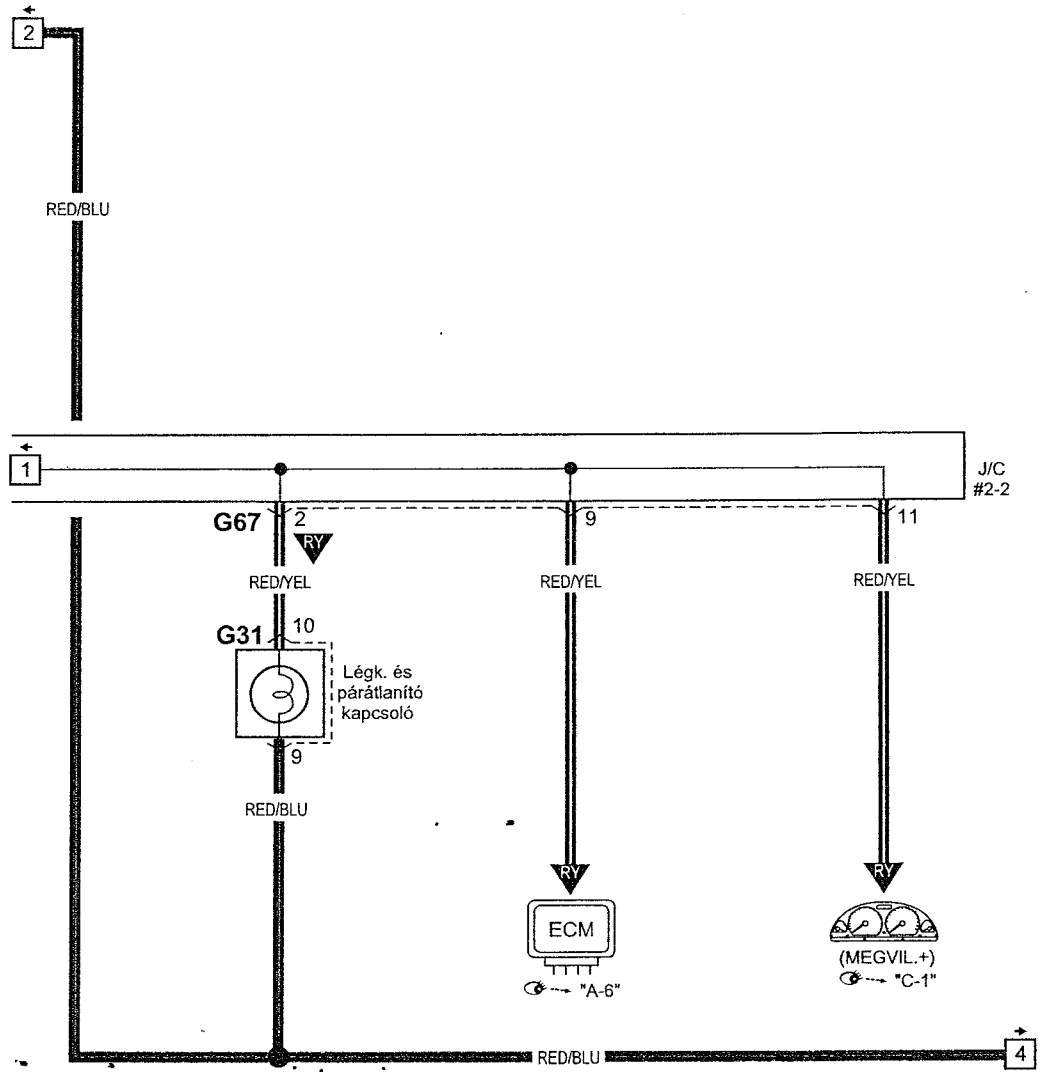 2
RED/BLU
1
J/C
#2-2
G67
2
9
11
RY
RED/YEL
RED/YEL
RED/YEL
G31
10
Légk. és
párátlanító
kapcsoló
9
RED/BLU
RY
RY
ECM
(MEGVIL.+)
"A-6"
"C-1"
RED/BLU
4